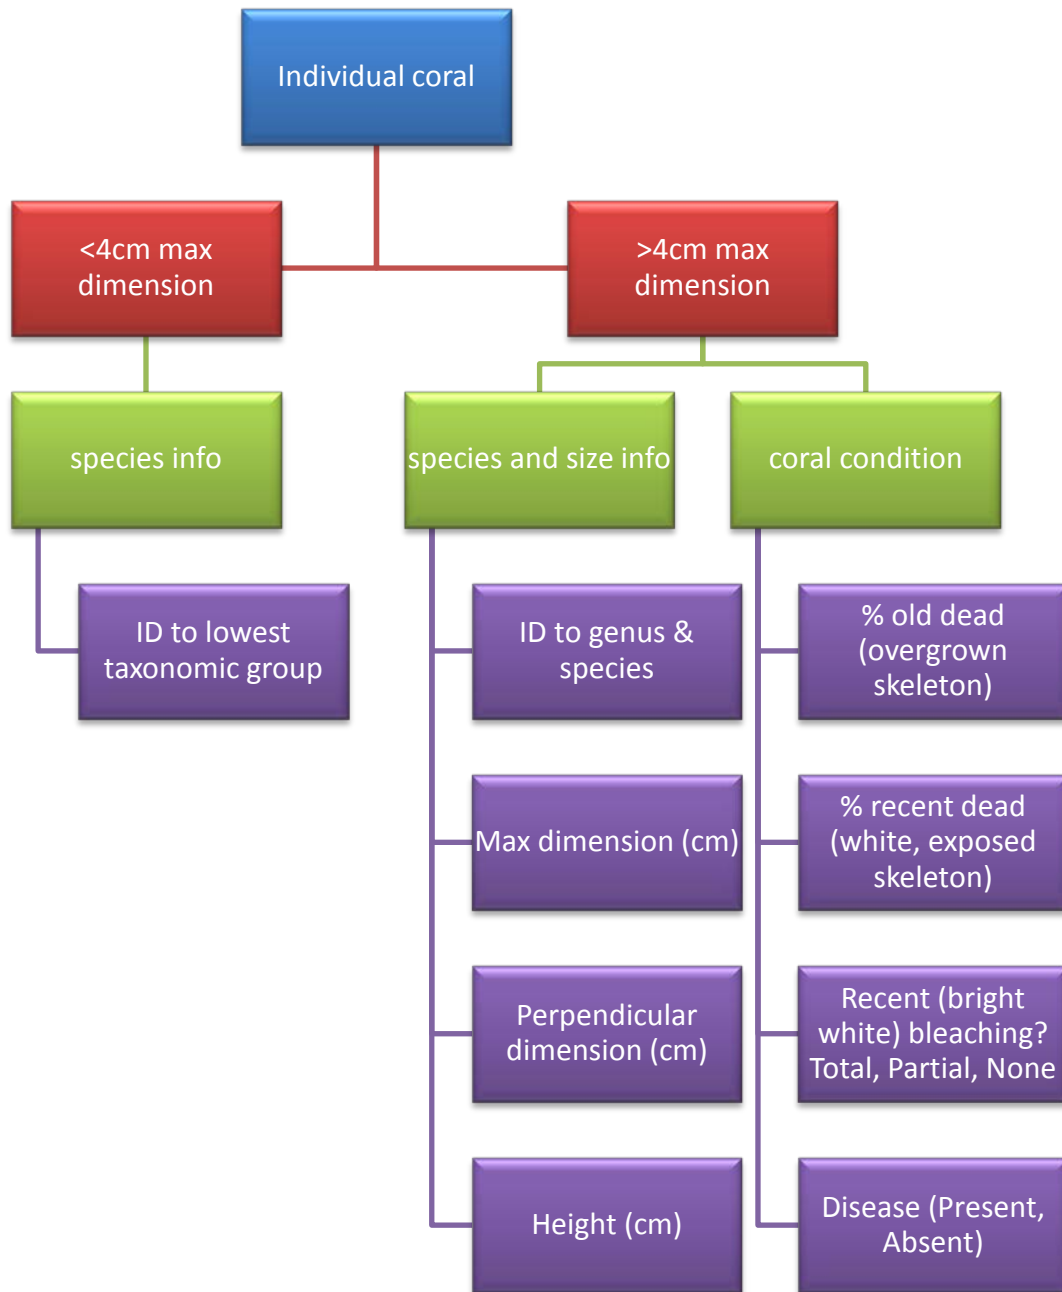 Individual coral
<4cm max
dimension
>4cm max
dimension
species info
species and size info
coral condition
ID to lowest
taxonomic group
ID to genus &
species
% old dead
(overgrown
skeleton)
Max dimension (cm)
% recent dead
(white, exposed
skeleton)
Perpendicular
dimension (cm)
Recent (bright
white) bleaching?
Total, Partial, None
Height (cm)
Disease (Present,
Absent)